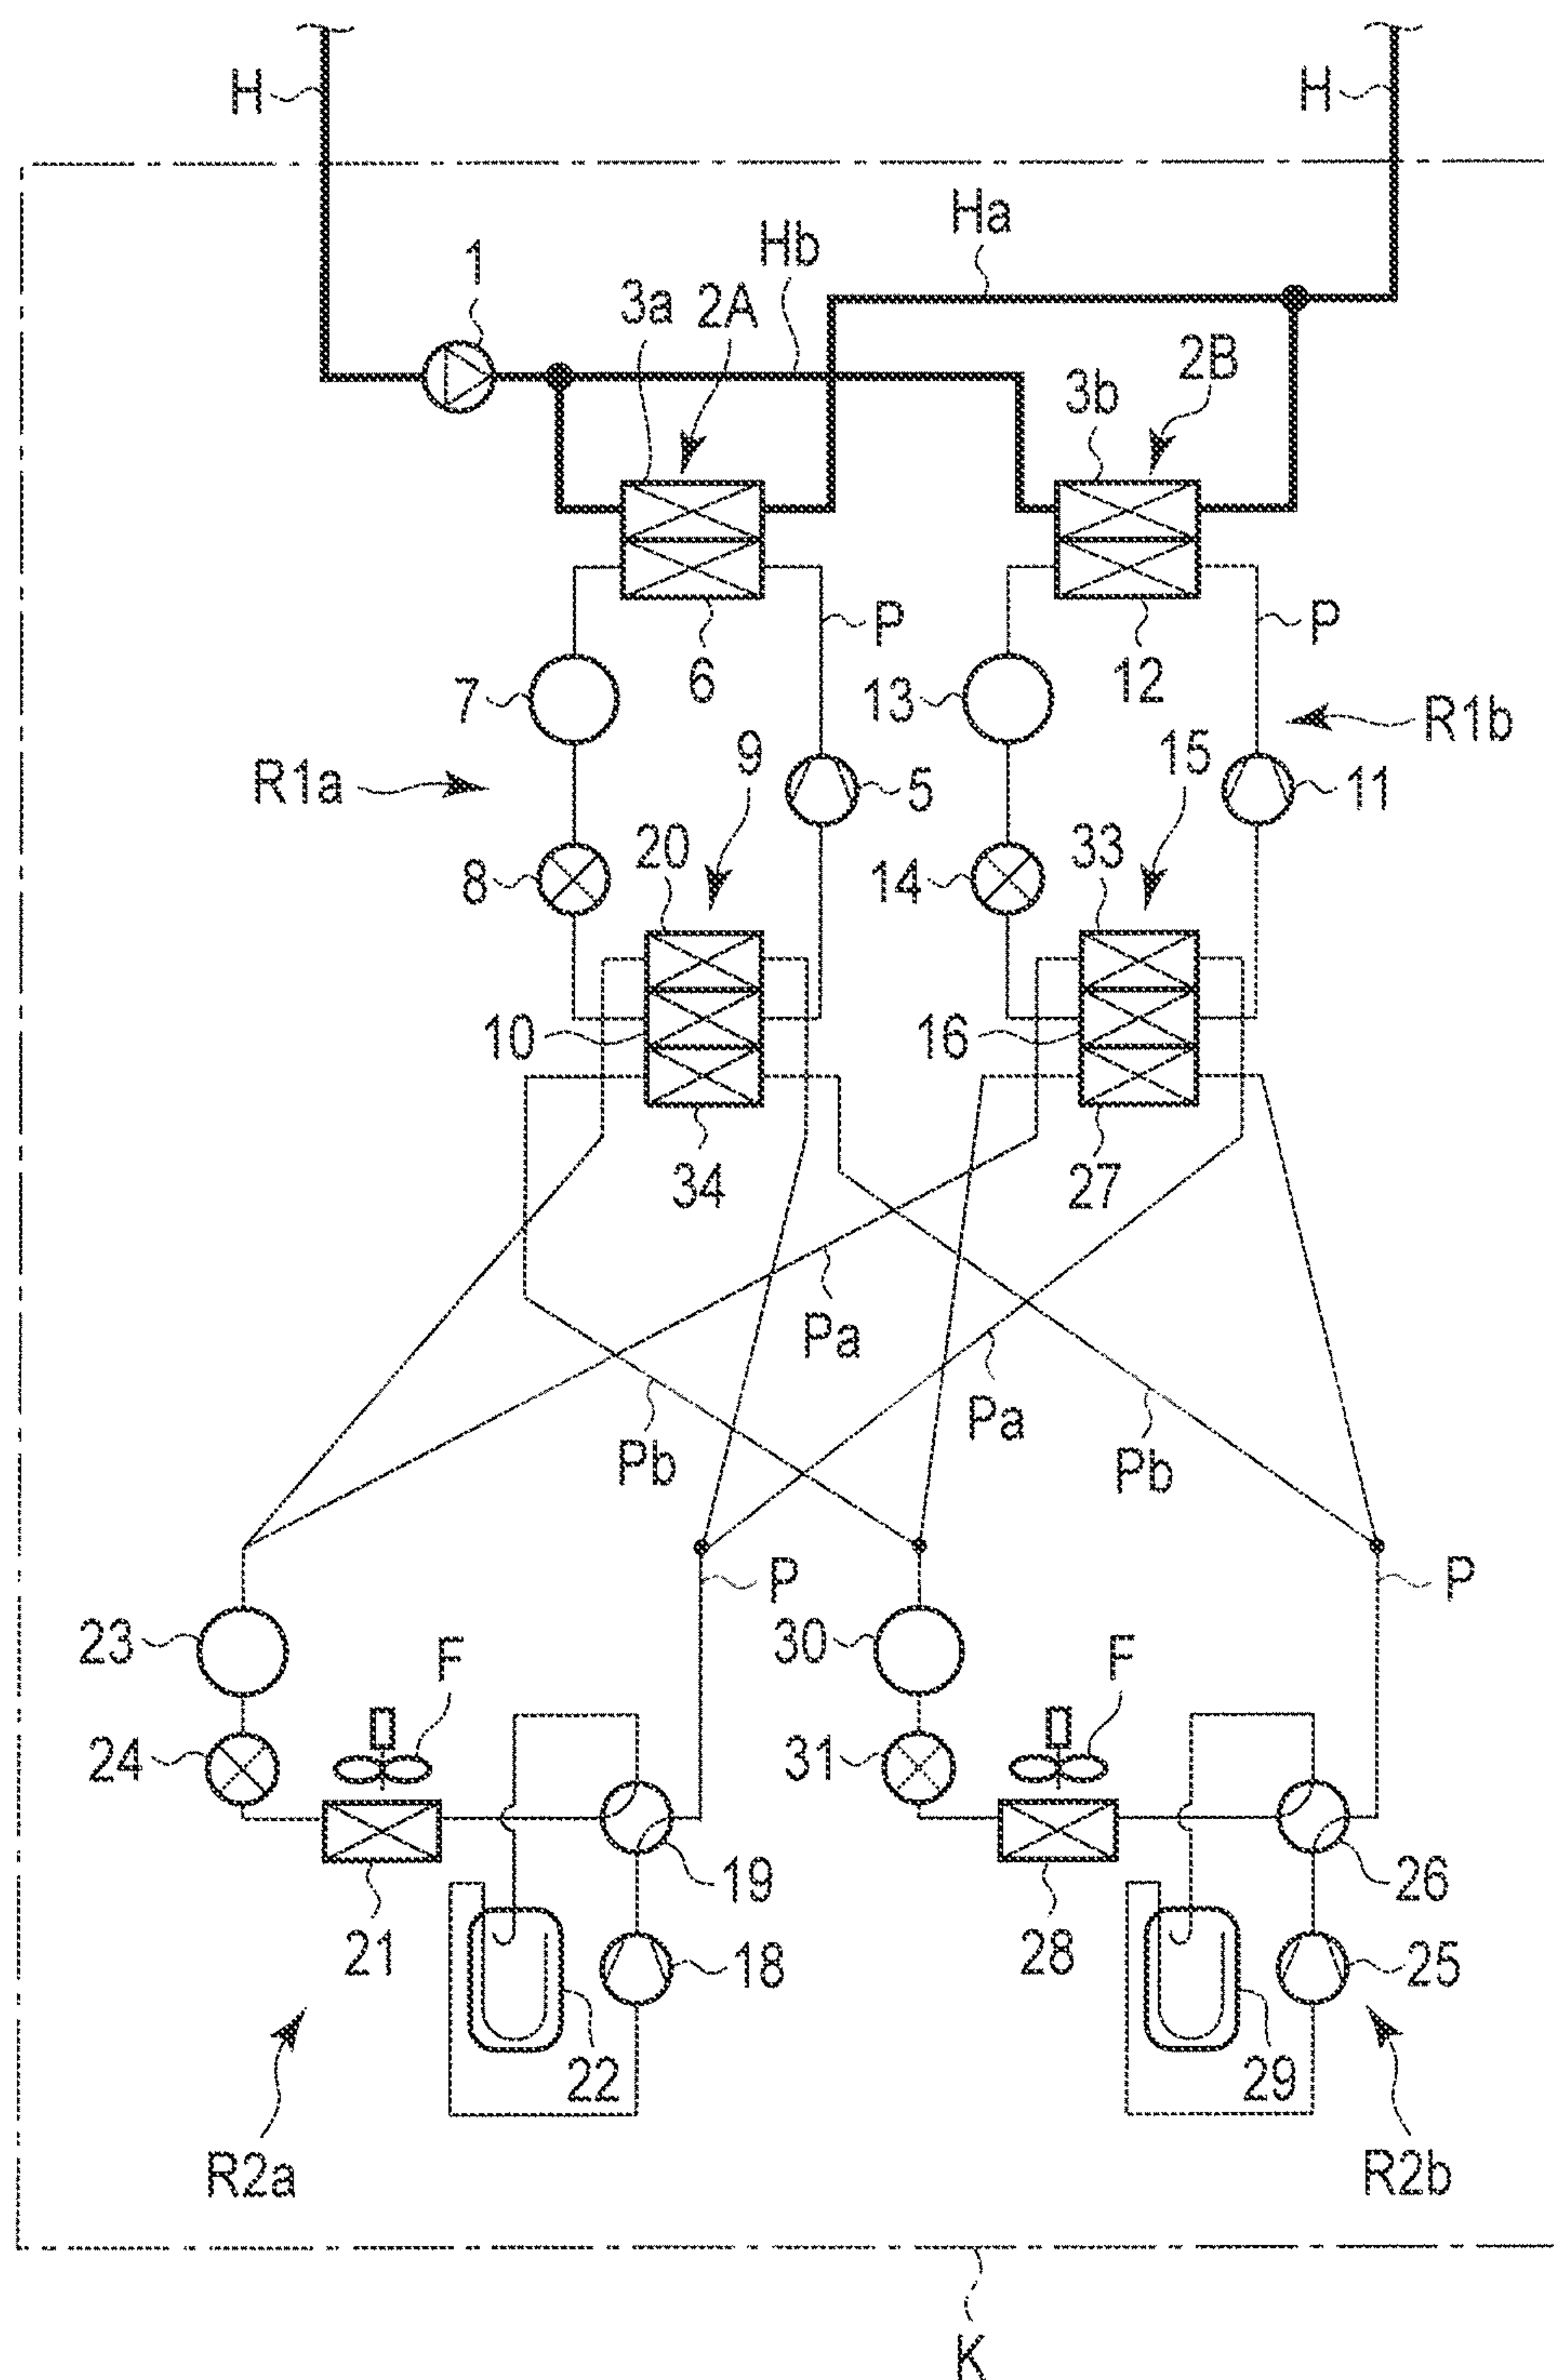 H H
Ha
Hb
1
3a 2A
2B
3b
P P
6 12
7 13
R1b
9 15
R1a 5 11
20 33
8 14
10 16
34 27
Pa
Pa
Pb Pb
P P
23 30
F F
24 31
19 26
21 28
18 25
22 29
R2a R2b
K